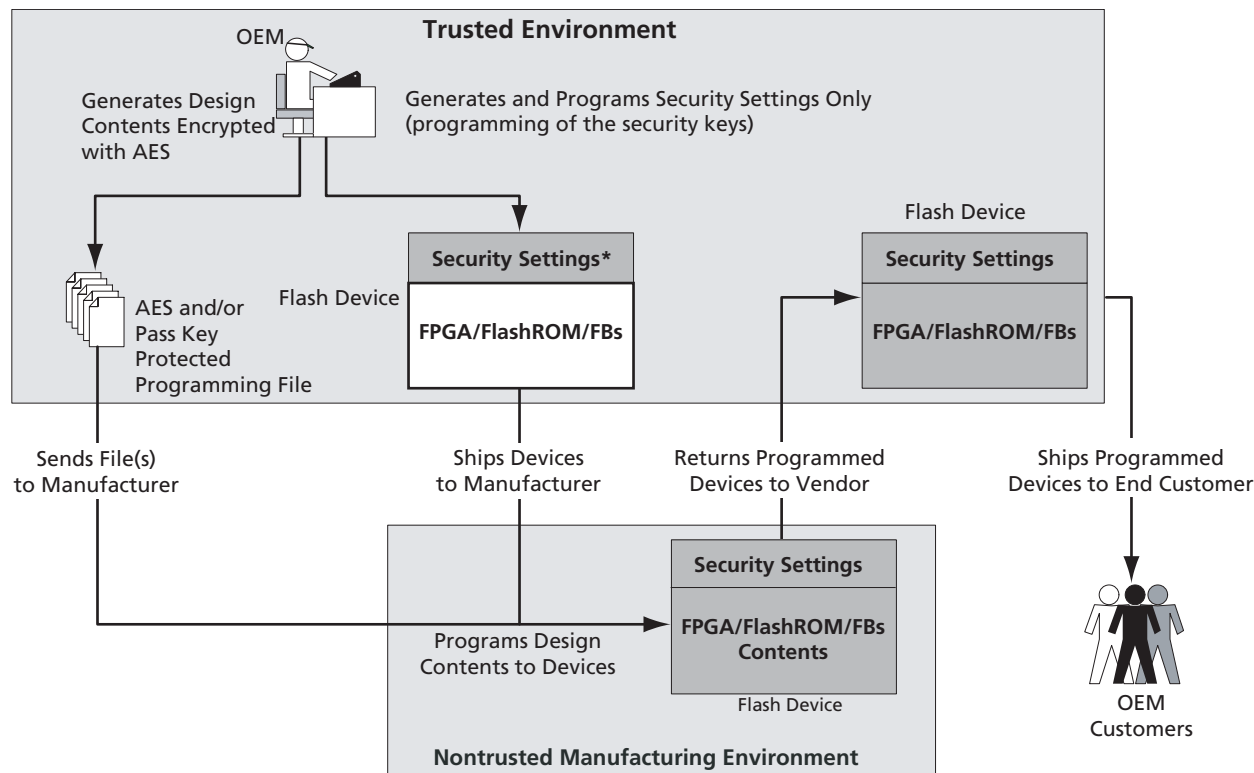 Trusted Environment
OEM
Generates Design
Contents Encrypted
with AES
Generates and Programs Security Settings Only
(programming of the security keys)
Flash Device
Security Settings*
FPGA/FlashROM/FBs
Flash Device
Security Settings
FPGA/FlashROM/FBs
AES and/or
Pass Key
Protected
Programming File
Sends File(s)
to Manufacturer
Ships Devices
to Manufacturer
Returns Programmed
Devices to Vendor
Ships Programmed
Devices to End Customer
Security Settings
FPGA/FlashROM/FBs
Contents
Programs Design
Contents to Devices
Flash Device
OEM
Customers
Nontrusted Manufacturing Environment